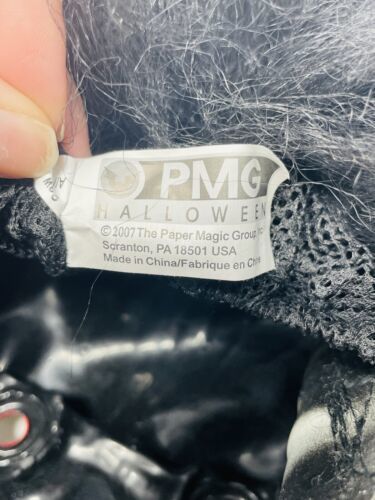 PMG
HALLOWEEN
©2007 The Paper Magic Group,
Scranton, PA 18501 USA
Made in China/Fabrique en